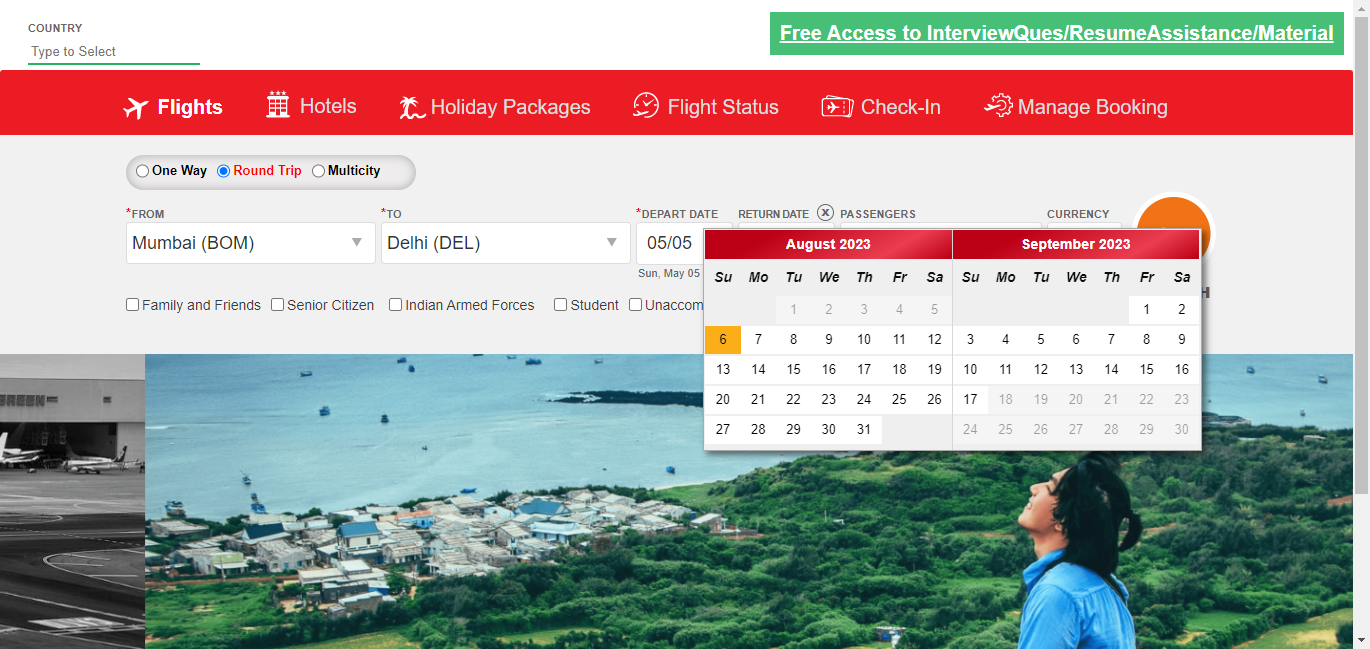 COUNTRY
Type to Select
Free Access to InterviewQues/ResumeAssistance/Material
Flights Hotels Holiday Packages Flight Status Check-In Manage Booking
One Way Round Trip Multicity
*FROM *TO *DEPART DATE RETURN DATE X PASSENGERS CURRENCY
Mumbai (BOM) Delhi (DEL) 05/05
Sun, May 05
Family and Friends Senior Citizen Indian Armed Forces Student Unaccom
H
August 2023 September 2023
Su Mo Tu We Th Fr Sa Su Mo Tu We Th Fr Sa
1 2 3 4 5 1 2
6 7 8 9 10 11 12 3 4 5 6 7 8 9
13 14 15 16 17 18 19 10 11 12 13 14 15 16
20 21 22 23 24 25 26 17 18 19 20 21 22 23
27 28 29 30 31 24 25 26 27 28 29 30